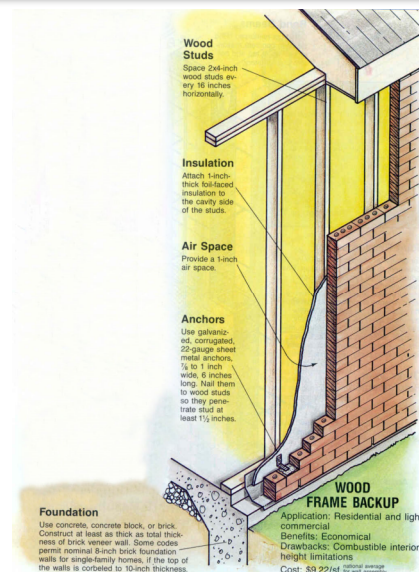 Wood
Studs
Space 2x4-inch
wood studs ev-
ery 16 inches
horizontally.
Insulation
Attach 1-inch-
thick foil-faced
insulation to
the cavity side
of the studs.
Air Space
Provide a 1-inch
air space.
Anchors
Use galvaniz-
ed, corrugated,
22-gauge sheet
metal anchors,
⅞ to 1 inch
wide, 6 inches
long. Nail them
to wood studs
so they pene-
trate stud at
least 1½ inches.
Foundation
Use concrete, concrete block, or brick.
Construct at least as thick as total thick-
ness of brick veneer wall. Some codes
permit nominal 8-inch brick foundation
walls for single-family homes, if the top of
the walls is corbeled to 10-inch thickness.
WOOD
FRAME BACKUP
Application: Residential and ligh
commercial
Benefits: Economical
Drawbacks: Combustible interior
height limitations
Cost: $9.22/sf national average